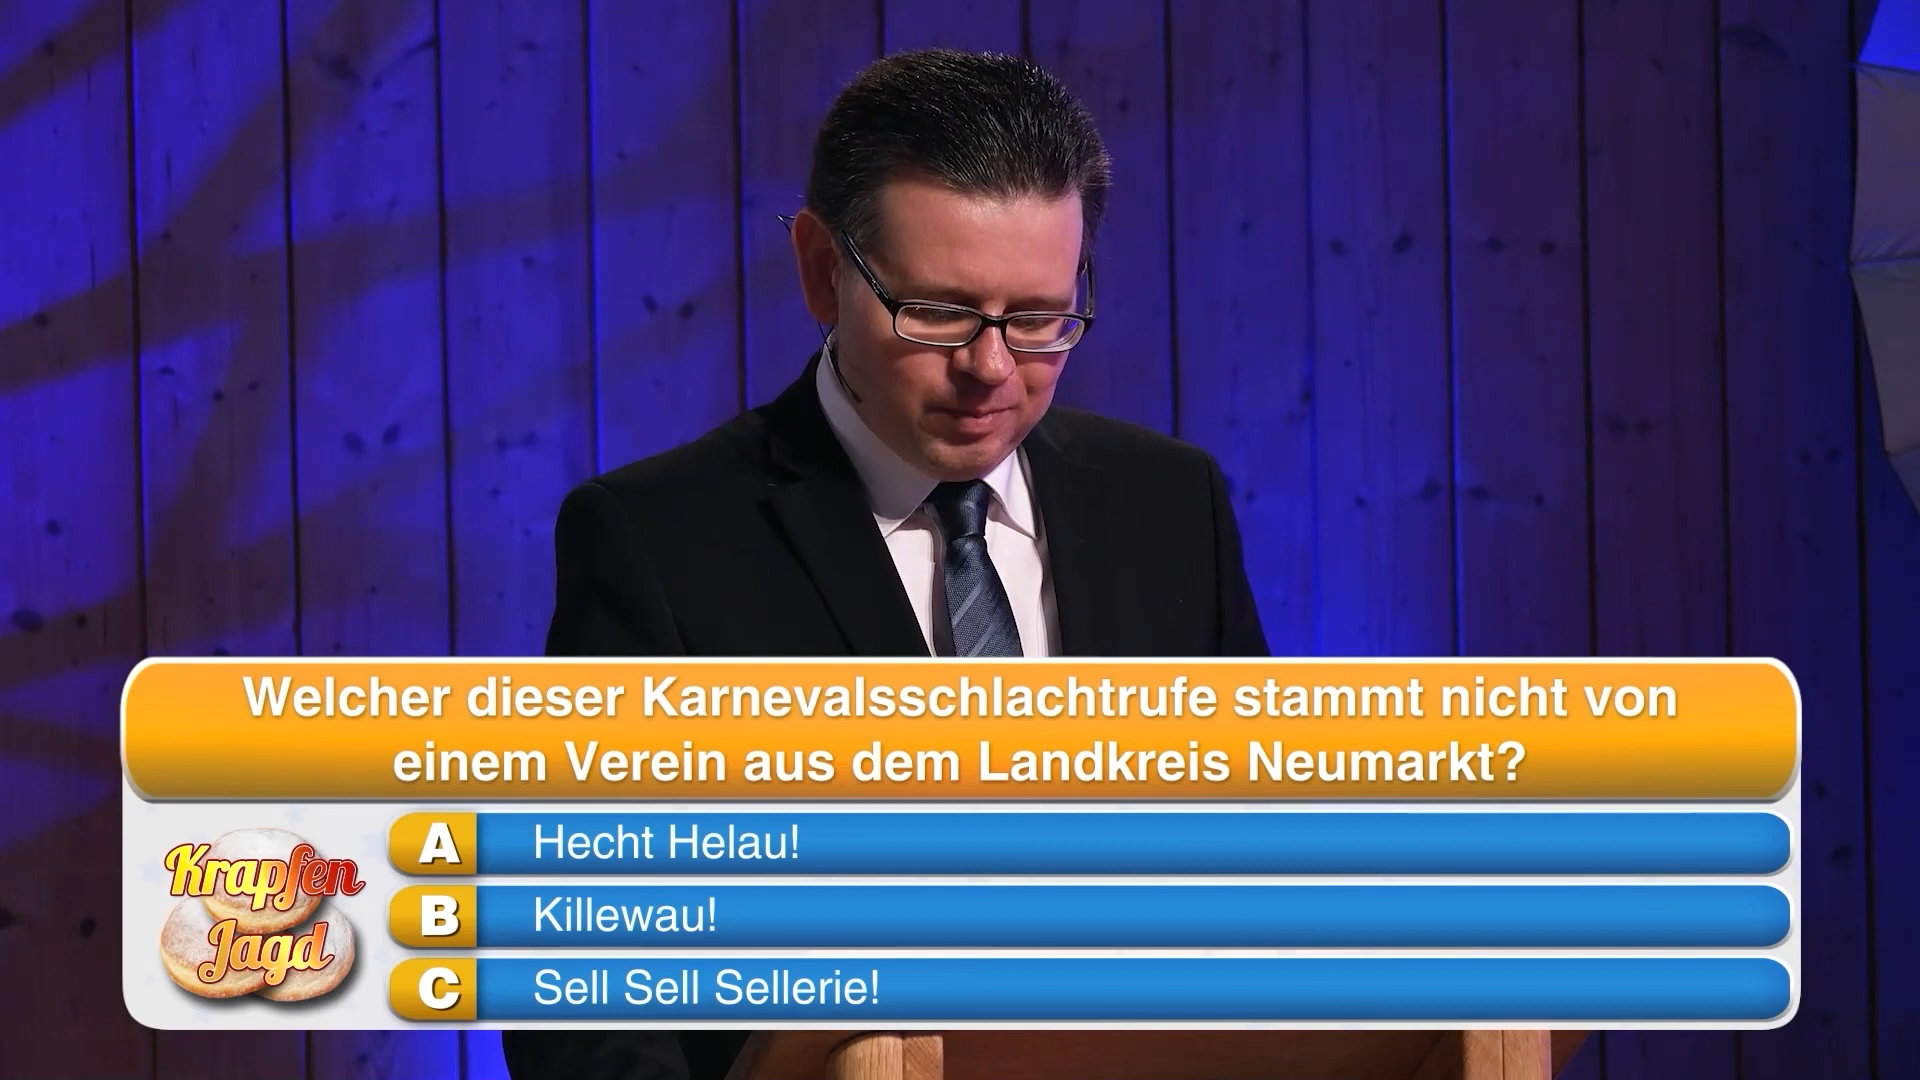 Welcher dieser Karnevalsschlachtrufe stammt nicht von
einem Verein aus dem Landkreis Neumarkt?
Krapfen
Jagd
A Hecht Helau!
B Killewau!
C Sell Sell Sellerie!